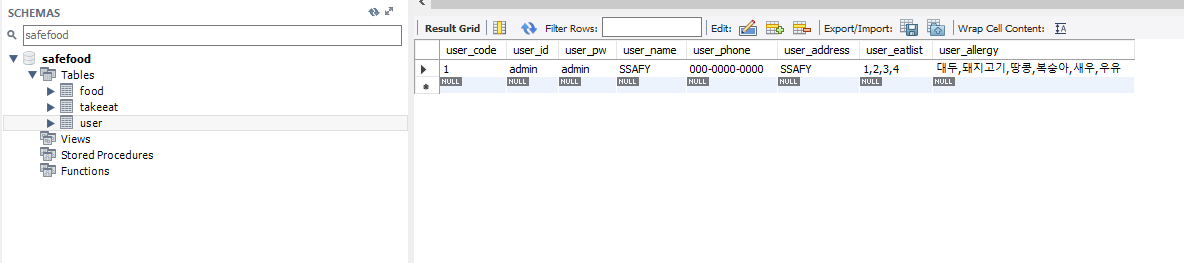 SCHEMAS
safefood
safefood
Tables
food
takeeat
user
Views
Stored Procedures
Functions
Result Grid Filter Rows: Edit: Export/Import: Wrap Cell Content: IA
user_code user_id user_pw user_name user_phone user_address user_eatlist user_allergy
1 admin admin SSAFY 000-0000-0000 SSAFY 1,2,3,4 대두,돼지고기,땅콩,복숭아,새우,우유
NULL NULL NULL NULL NULL NULL NULL NULL